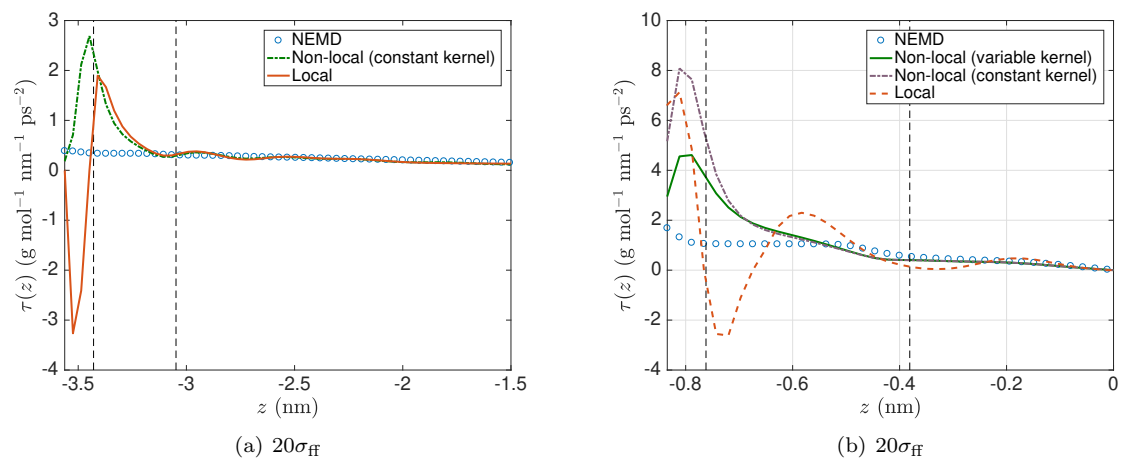 3
2
1
0
-1
-2
-3
-4
τ(z) (g mol⁻¹ nm⁻¹ ps⁻²)
NEMD
Non-local (constant kernel)
Local
-3.5
-3
-2.5
-2
-1.5
z (nm)
(a) 20σff
10
8
6
4
2
0
-2
-4
τ(z) (g mol⁻¹ nm⁻¹ ps⁻²)
NEMD
Non-local (variable kernel)
Non-local (constant kernel)
Local
-0.8
-0.6
-0.4
-0.2
0
z (nm)
(b) 20σff